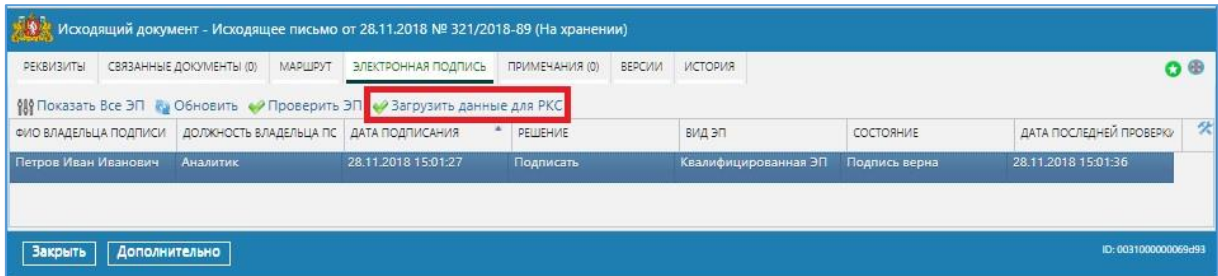 Исходящий документ - Исходящее письмо от 28.11.2018 № 321/2018-89 (На хранении)
РЕКВИЗИТЫ СВЯЗАННЫЕ ДОКУМЕНТЫ (0) МАРШРУТ ЭЛЕКТРОННАЯ ПОДПИСЬ ПРИМЕЧАНИЯ (0) ВЕРСИИ ИСТОРИЯ
Показать Все ЭП Обновить Проверить ЭП Загрузить данные для РКС
ФИО ВЛАДЕЛЬЦА ПОДПИСИ ДОЛЖНОСТЬ ВЛАДЕЛЬЦА ПС ДАТА ПОДПИСАНИЯ РЕШЕНИЕ ВИД ЭП СОСТОЯНИЕ ДАТА ПОСЛЕДНЕЙ ПРОВЕРКИ
Петров Иван Иванович Аналитик 28.11.2018 15:01:27 Подписать Квалифицированная ЭП Подпись верна 28.11.2018 15:01:36
Закрыть Дополнительно ID: 0031000000069d93